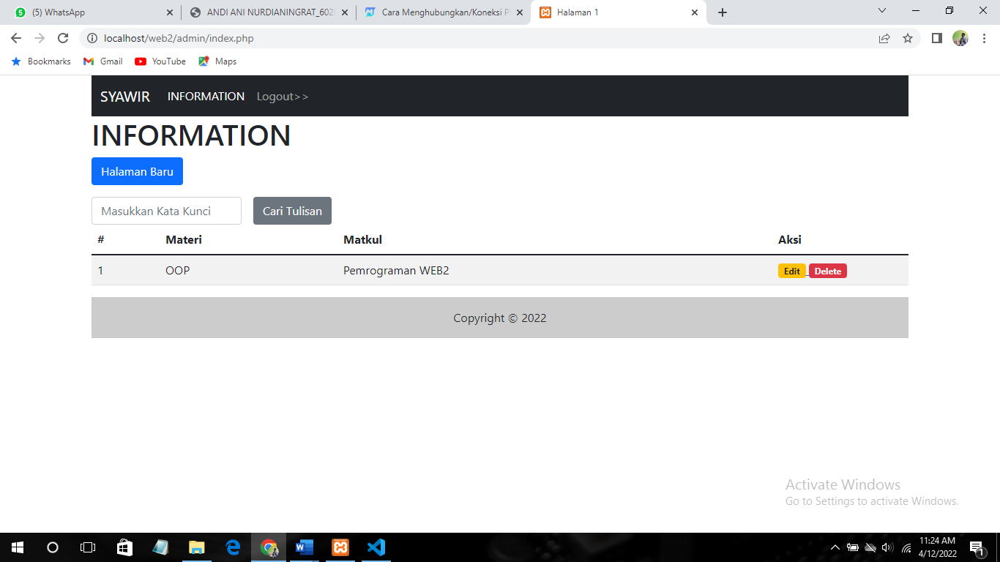 (5) WhatsApp
ANDI ANI NURDIANINGRAT_602
Cara Menghubungkan/Koneksi P
Halaman 1
localhost/web2/admin/index.php
Bookmarks Gmail YouTube Maps
SYAWIR INFORMATION Logout>>
INFORMATION
Halaman Baru
Masukkan Kata Kunci Cari Tulisan
# Materi Matkul Aksi
1 OOP Pemrograman WEB2 Edit Delete
Copyright © 2022
Activate Windows
Go to Settings to activate Windows.
11:24 AM
4/12/2022
1